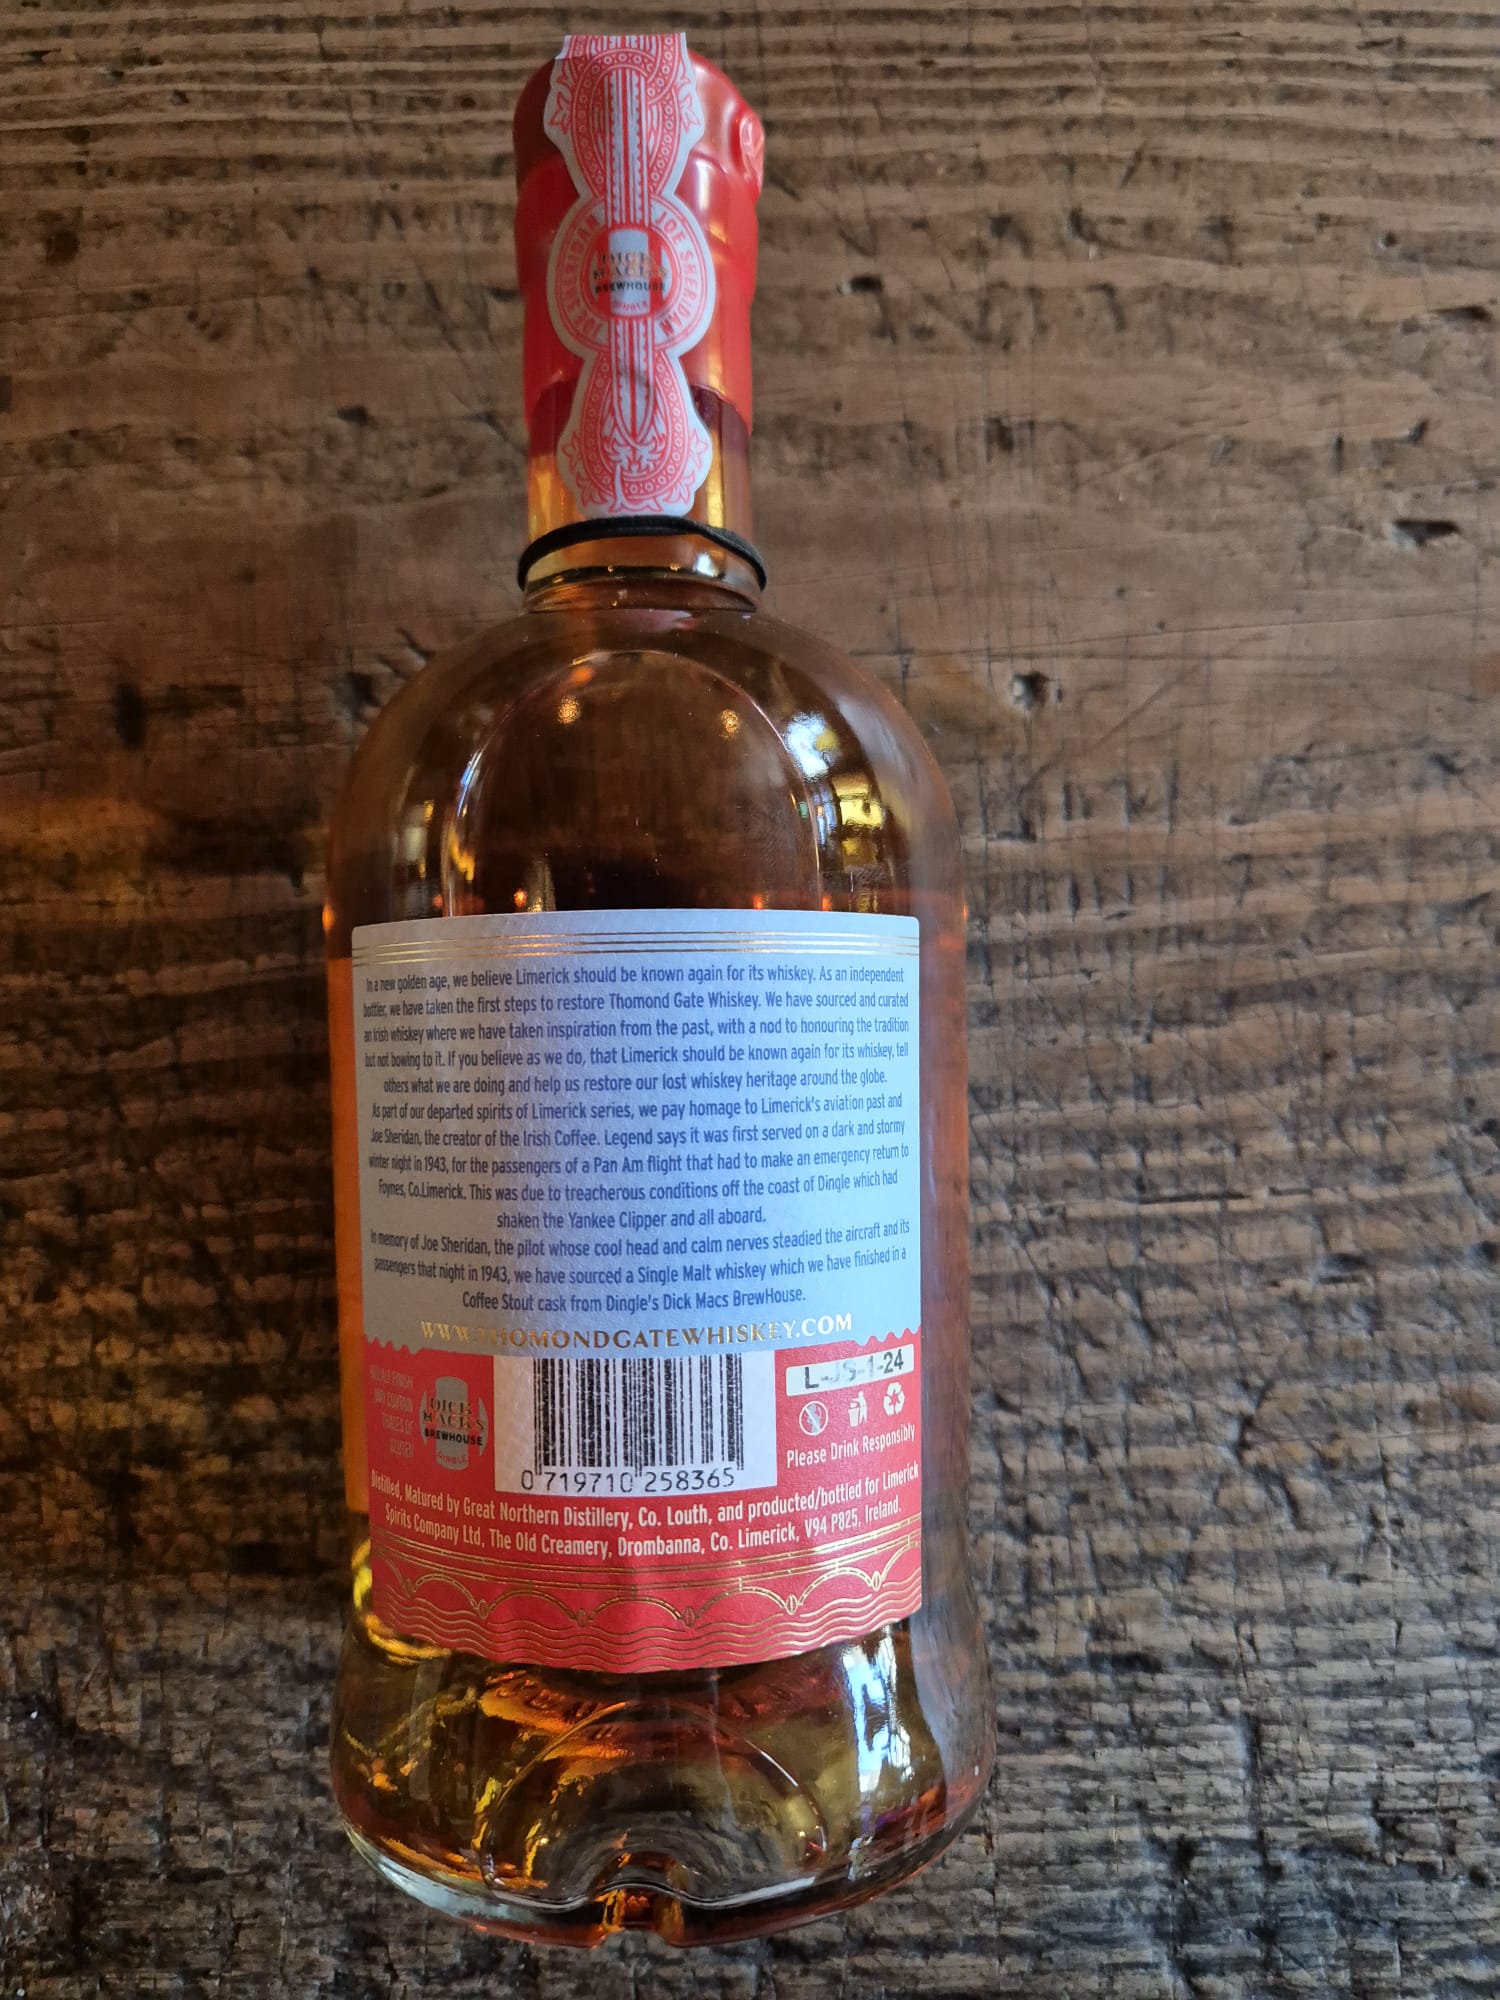 JOE SHERIDAN
JOE SHERIDAN
DICK
MACK'S
BREWHOUSE
DINGLE
In a new golden age, we believe Limerick should be known again for its whiskey. As an independent
bottler, we have taken the first steps to restore Thomond Gate Whiskey. We have sourced and curated
an Irish whiskey where we have taken inspiration from the past, with a nod to honouring the tradition
but not bowing to it. If you believe as we do, that Limerick should be known again for its whiskey, tell
others what we are doing and help us restore our lost whiskey heritage around the globe.
As part of our departed spirits of Limerick series, we pay homage to Limerick's aviation past and
Joe Sheridan, the creator of the Irish Coffee. Legend says it was first served on a dark and stormy
winter night in 1943, for the passengers of a Pan Am flight that had to make an emergency return to
Foynes, Co.Limerick. This was due to treacherous conditions off the coast of Dingle which had
shaken the Yankee Clipper and all aboard.
In memory of Joe Sheridan, the pilot whose cool head and calm nerves steadied the aircraft and its
passengers that night in 1943, we have sourced a Single Malt whiskey which we have finished in a
Coffee Stout cask from Dingle's Dick Macs BrewHouse.
WWW.THOMONDGATEWHISKEY.COM
ALE FINISH
MAY CONTAIN
TRACES OF
GLUTEN
DICK
MACK'S
BREWHOUSE
DINGLE
0 719710 258365
L-JS-1-24
Please Drink Responsibly
Distilled, Matured by Great Northern Distillery, Co. Louth, and producted/bottled for Limerick
Spirits Company Ltd, The Old Creamery, Drombanna, Co. Limerick, V94 P825, Ireland.